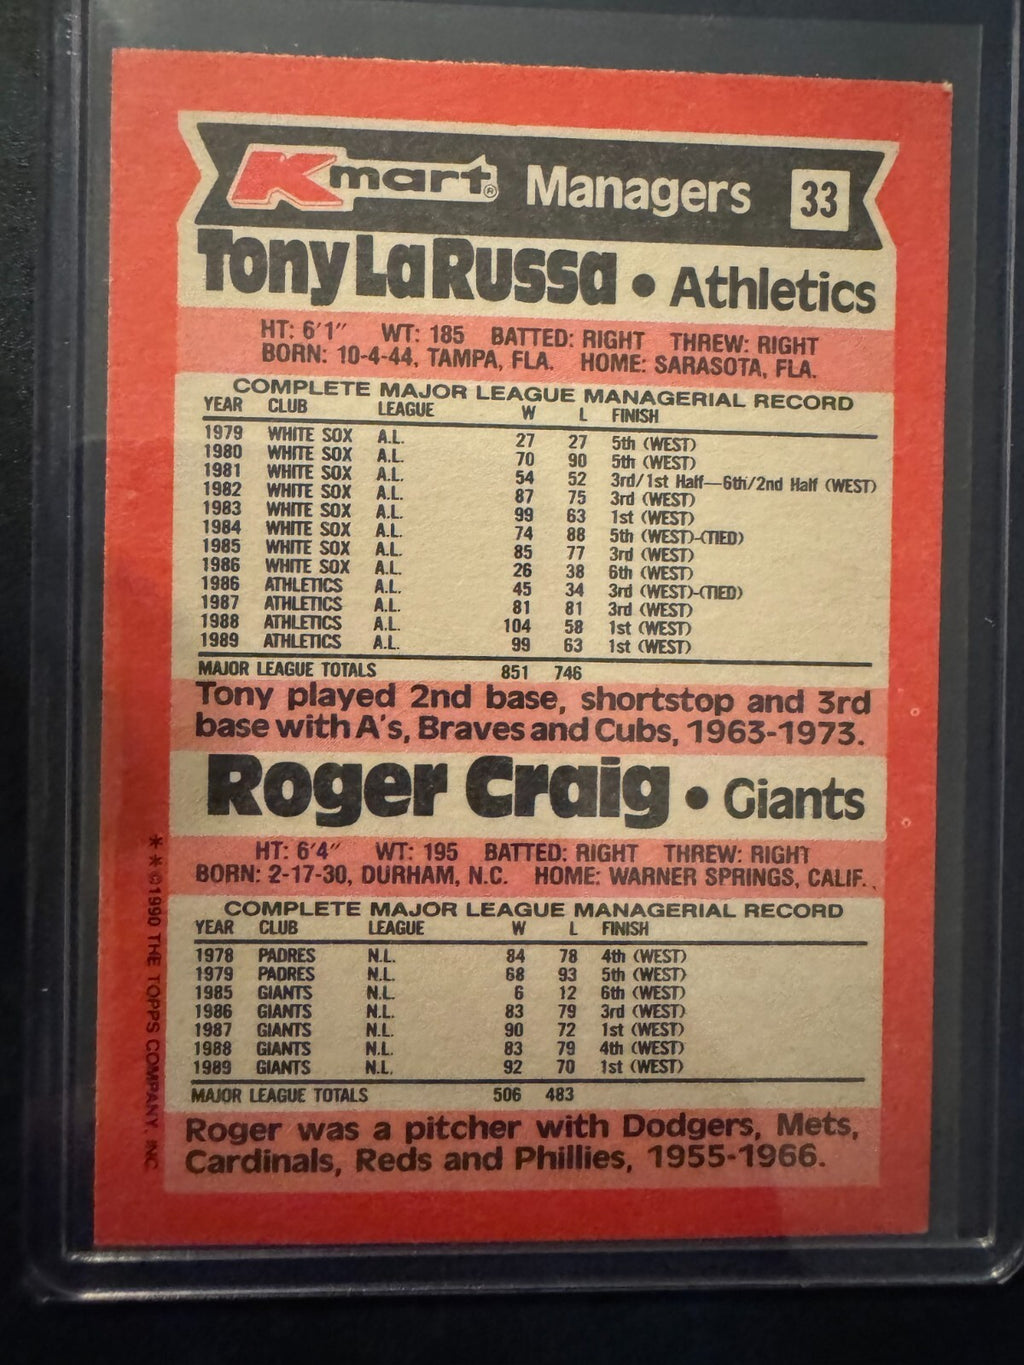 Kmart® Managers 33
Tony LaRussa • Athletics
HT: 6'1" WT: 185 BATTED: RIGHT THREW: RIGHT
BORN: 10-4-44, TAMPA, FLA. HOME: SARASOTA, FLA.
COMPLETE MAJOR LEAGUE MANAGERIAL RECORD
YEAR CLUB LEAGUE W L FINISH
1979 WHITE SOX A.L. 27 27 5th (WEST)
1980 WHITE SOX A.L. 70 90 5th (WEST)
1981 WHITE SOX A.L. 54 52 3rd/1st Half—6th/2nd Half (WEST)
1982 WHITE SOX A.L. 87 75 3rd (WEST)
1983 WHITE SOX A.L. 99 63 1st (WEST)
1984 WHITE SOX A.L. 74 88 5th (WEST)-(TIED)
1985 WHITE SOX A.L. 85 77 3rd (WEST)
1986 WHITE SOX A.L. 26 38 6th (WEST)
1986 ATHLETICS A.L. 45 34 3rd (WEST)-(TIED)
1987 ATHLETICS A.L. 81 81 3rd (WEST)
1988 ATHLETICS A.L. 104 58 1st (WEST)
1989 ATHLETICS A.L. 99 63 1st (WEST)
MAJOR LEAGUE TOTALS 851 746
Tony played 2nd base, shortstop and 3rd
base with A's, Braves and Cubs, 1963-1973.
Roger Craig • Giants
HT: 6'4" WT: 195 BATTED: RIGHT THREW: RIGHT
BORN: 2-17-30, DURHAM, N.C. HOME: WARNER SPRINGS, CALIF.
COMPLETE MAJOR LEAGUE MANAGERIAL RECORD
YEAR CLUB LEAGUE W L FINISH
1978 PADRES N.L. 84 78 4th (WEST)
1979 PADRES N.L. 68 93 5th (WEST)
1985 GIANTS N.L. 6 12 6th (WEST)
1986 GIANTS N.L. 83 79 3rd (WEST)
1987 GIANTS N.L. 90 72 1st (WEST)
1988 GIANTS N.L. 83 79 4th (WEST)
1989 GIANTS N.L. 92 70 1st (WEST)
MAJOR LEAGUE TOTALS 506 483
Roger was a pitcher with Dodgers, Mets,
Cardinals, Reds and Phillies, 1955-1966.
**©1990 THE TOPPS COMPANY, INC.